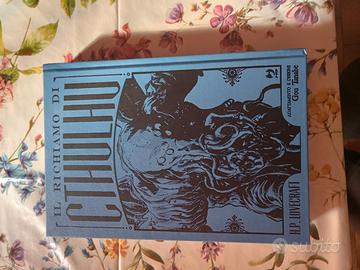 IL RICHIAMO DI
CTHULHU
ADATTAMENTO E DISEGNI
Gou Tanabe
H.P. LOVECRAFT
subito